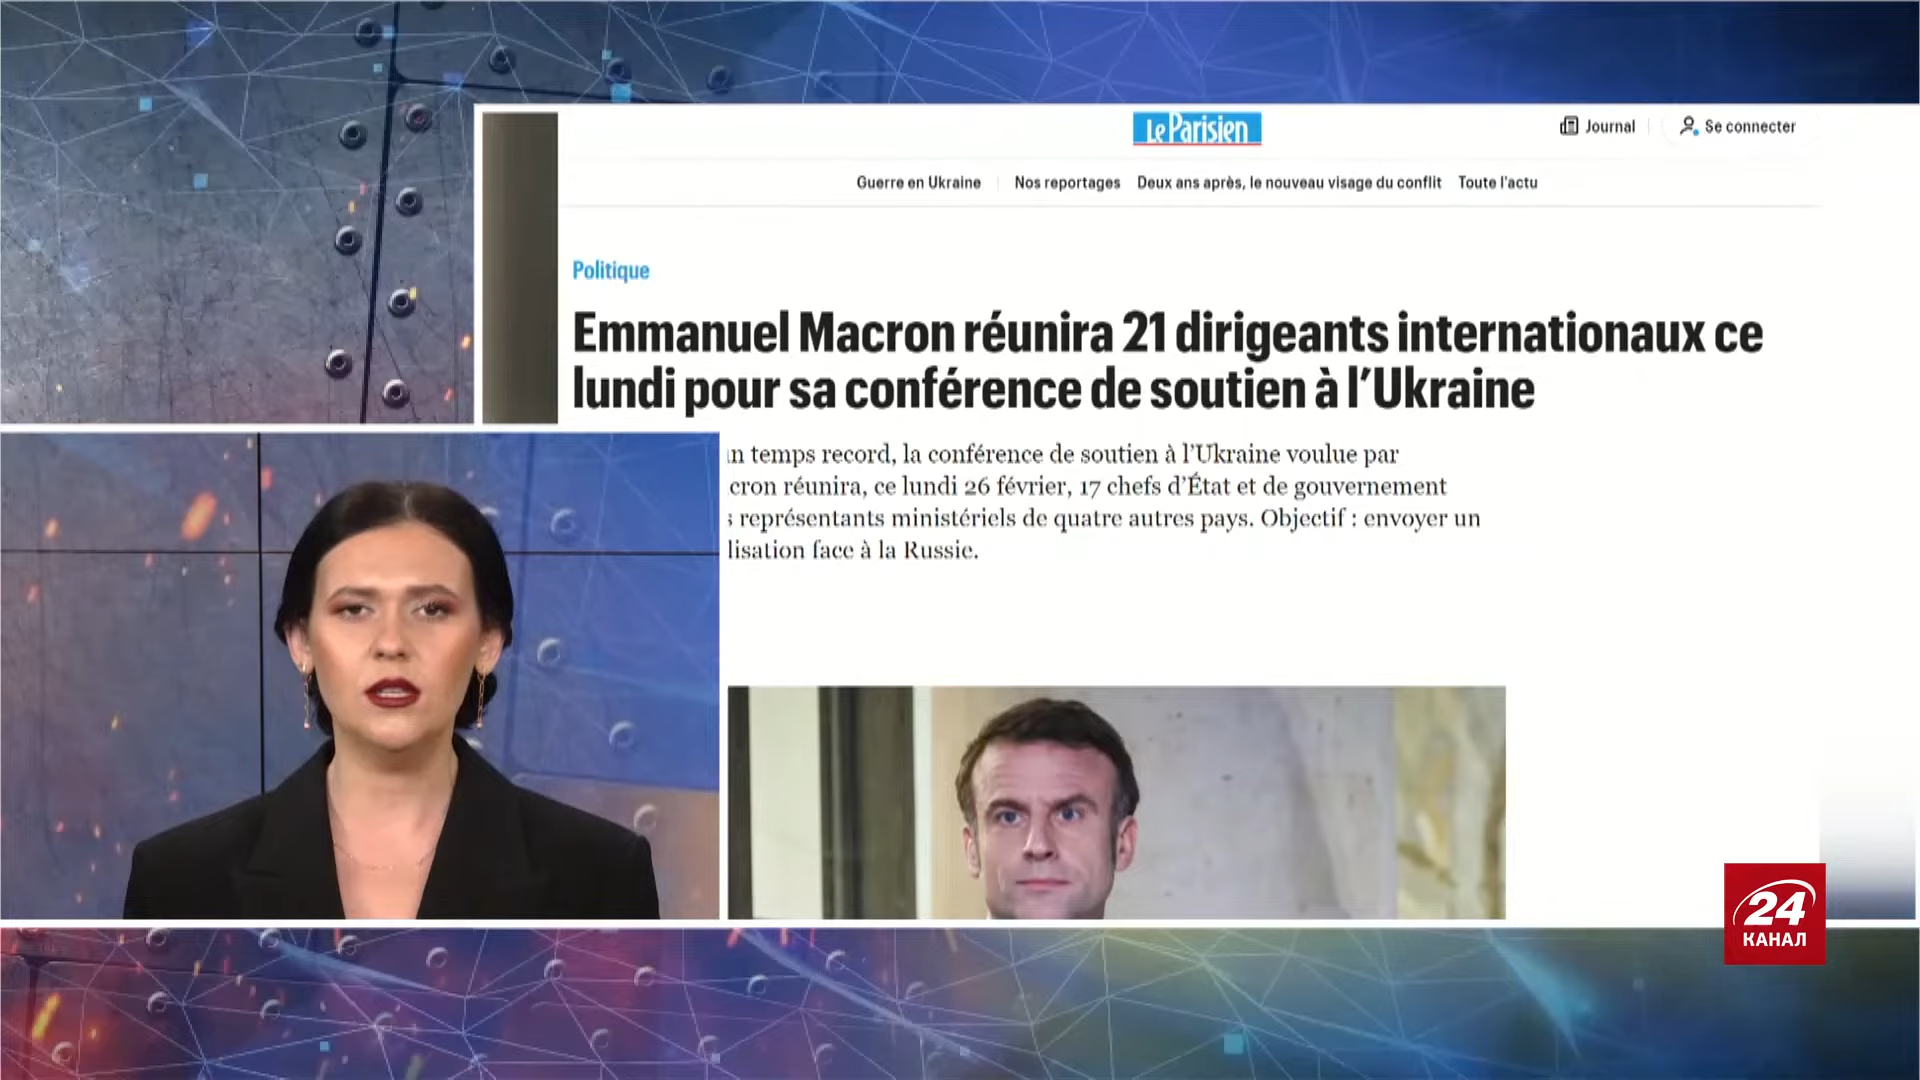 Le Parisien
Journal
Se connecter
Guerre en Ukraine
Nos reportages
Deux ans après, le nouveau visage du conflit
Toute l'actu
Politique
Emmanuel Macron réunira 21 dirigeants internationaux ce
lundi pour sa conférence de soutien à l'Ukraine
temps record, la conférence de soutien à l'Ukraine voulue par
réunira, ce lundi 26 février, 17 chefs d'État et de gouvernement
représentants ministériels de quatre autres pays. Objectif : envoyer un
face à la Russie.
24
КАНАЛ